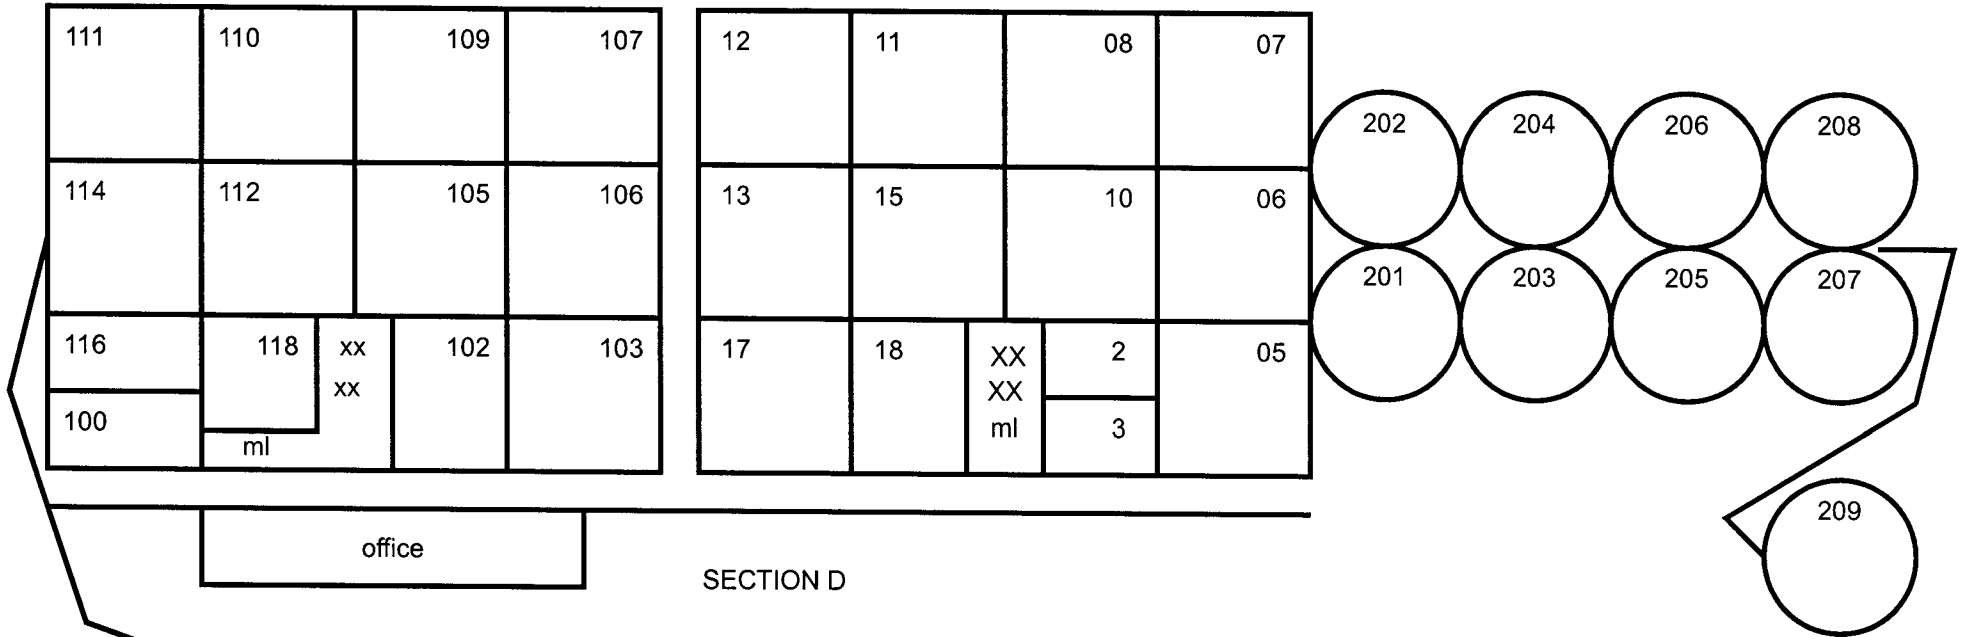 111 110 109 107 12 11 08 07
202 204 206 208
114 112 105 106 13 15 10 06
201 203 205 207
116 118 xx 102 103 17 18 XX 2 05
xx XX
100 ml ml 3
209
office
SECTION D